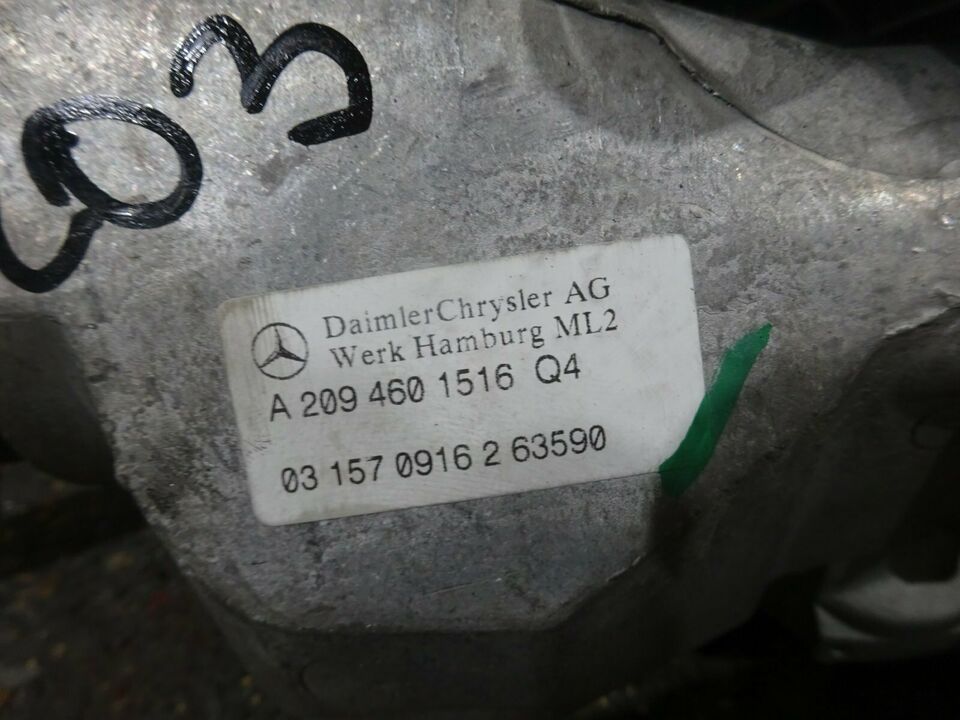 03
DaimlerChrysler AG
Werk Hamburg ML2
A 209 460 1516 Q4
03 157 0916 2 63590